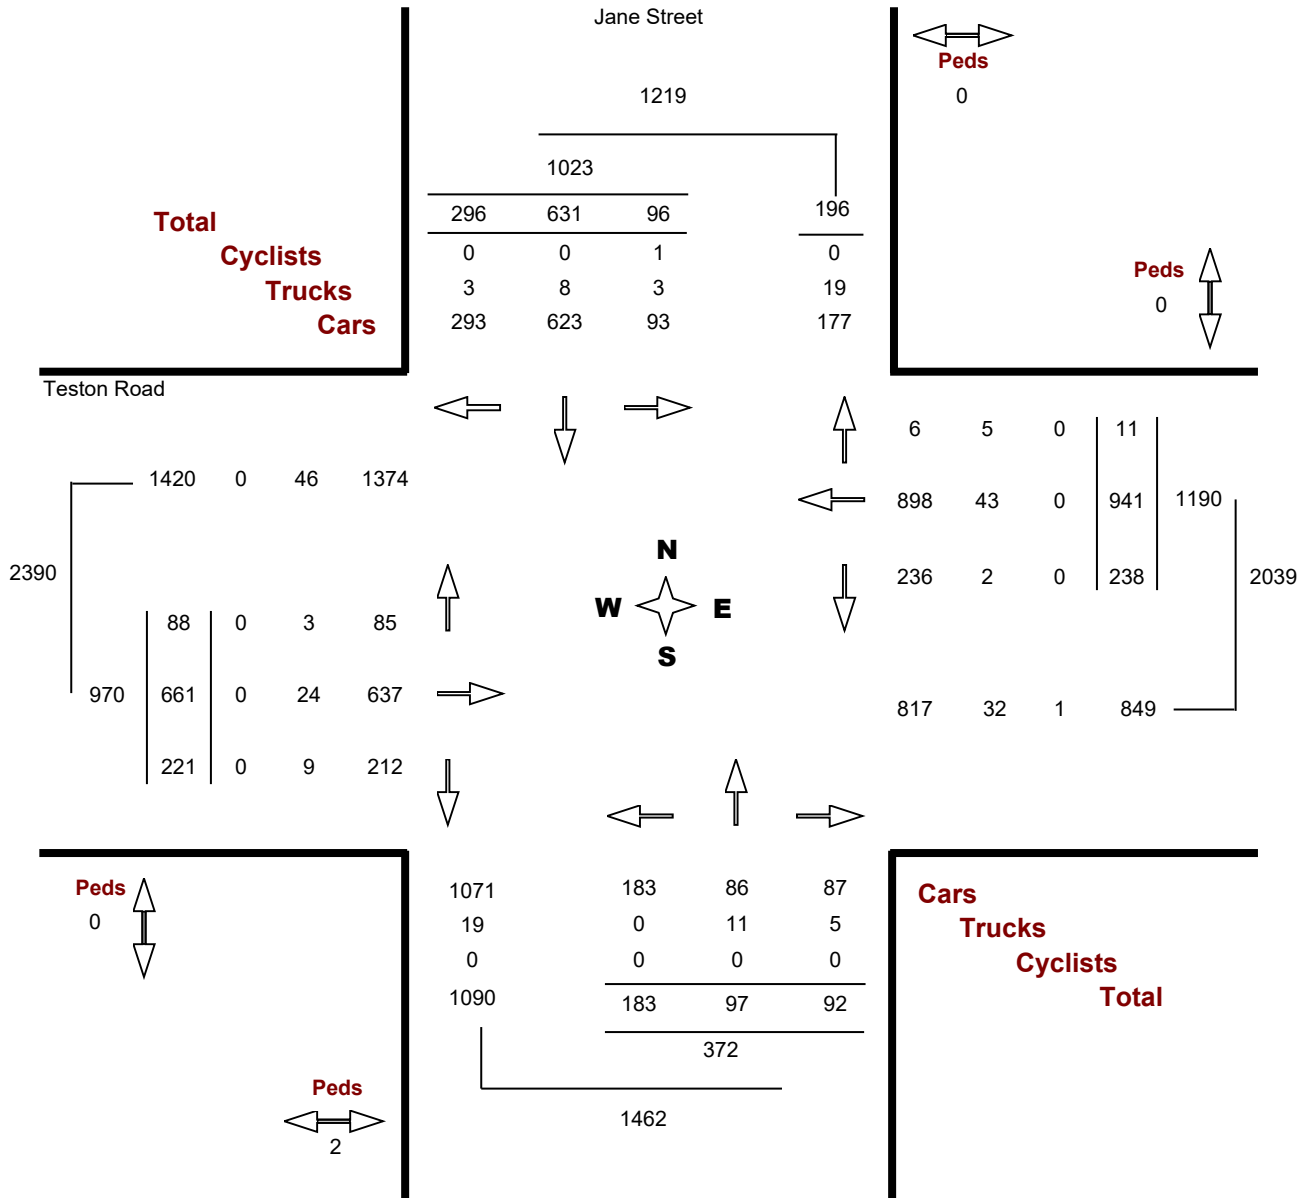 Jane Street
Peds
0
1219
1023
296 631 96 196
Total
0 0 1 0
Cyclists
3 8 3 19
Trucks
293 623 93 177
Cars
Peds
0
Teston Road
6 5 0 11
1420 0 46 1374
898 43 0 941 1190
N
2390
236 2 0 238 2039
W E
88 0 3 85
S
970 661 0 24 637
817 32 1 849
221 0 9 212
Peds
0
1071 183 86 87
19 0 11 5
0 0 0 0
1090 183 97 92
372
Cars
Trucks
Cyclists
Total
Peds
2
1462